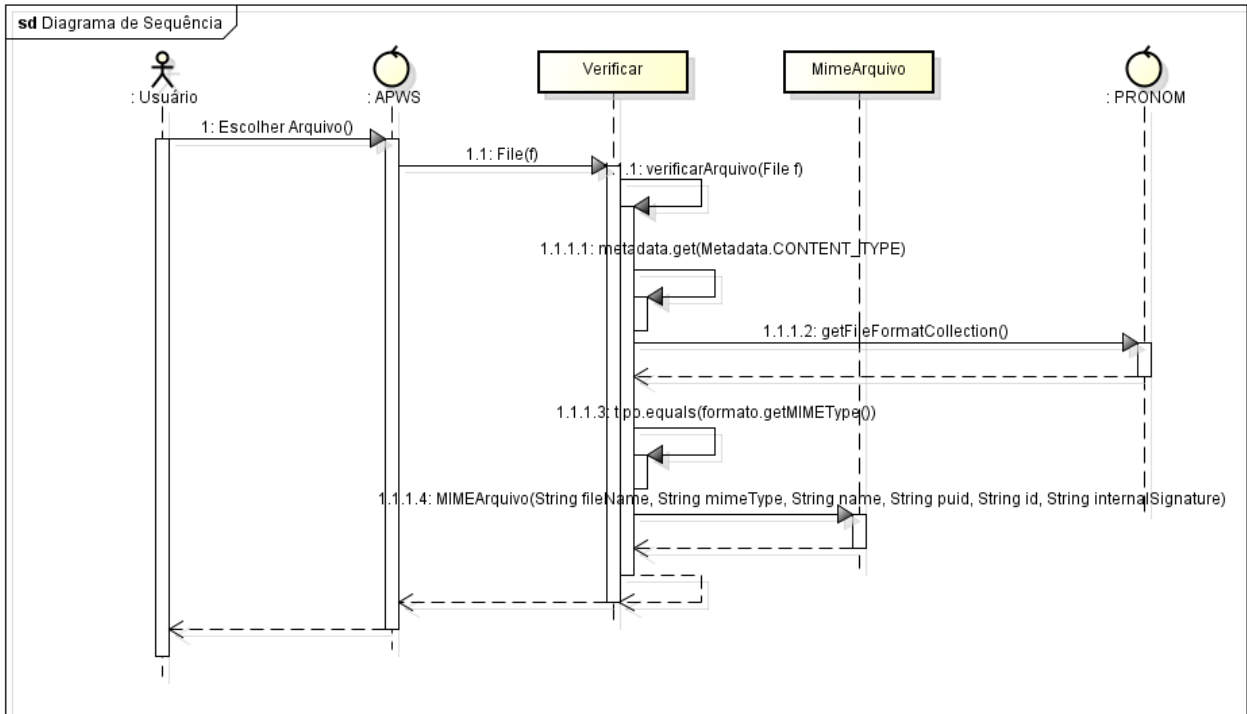 sd Diagrama de Sequência
: Usuário
: APWS
Verificar
MimeArquivo
: PRONOM
1: Escolher Arquivo()
1.1: File(f)
.1.1: verificarArquivo(File f)
1.1.1.1: metadata.get(Metadata.CONTENT_TYPE)
1.1.1.2: getFileFormatCollection()
1.1.1.3: tipo.equals(formato.getMIMEType())
1.1.1.4: MIMEArquivo(String fileName, String mimeType, String name, String puid, String id, String internalSignature)